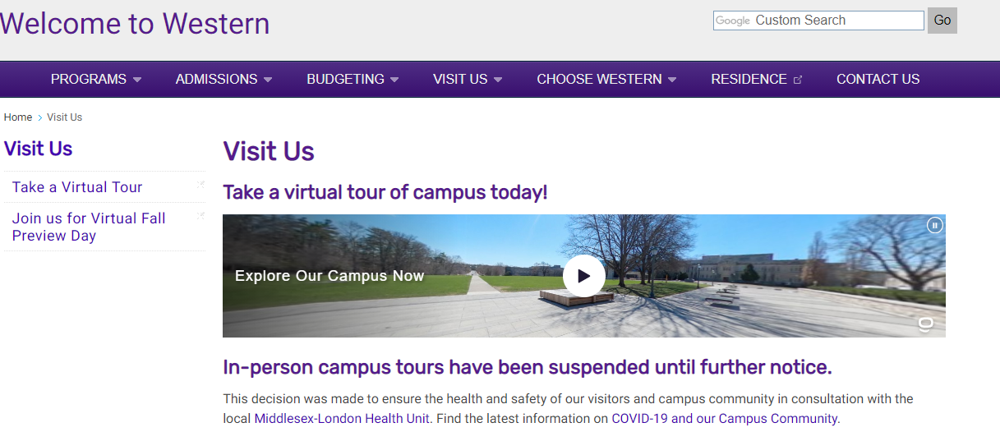 Welcome to Western
Google Custom Search
Go
PROGRAMS
ADMISSIONS
BUDGETING
VISIT US
CHOOSE WESTERN
RESIDENCE
CONTACT US
Home > Visit Us
Visit Us
Take a Virtual Tour
Join us for Virtual Fall
Preview Day
Visit Us
Take a virtual tour of campus today!
Explore Our Campus Now
In-person campus tours have been suspended until further notice.
This decision was made to ensure the health and safety of our visitors and campus community in consultation with the
local Middlesex-London Health Unit. Find the latest information on COVID-19 and our Campus Community.